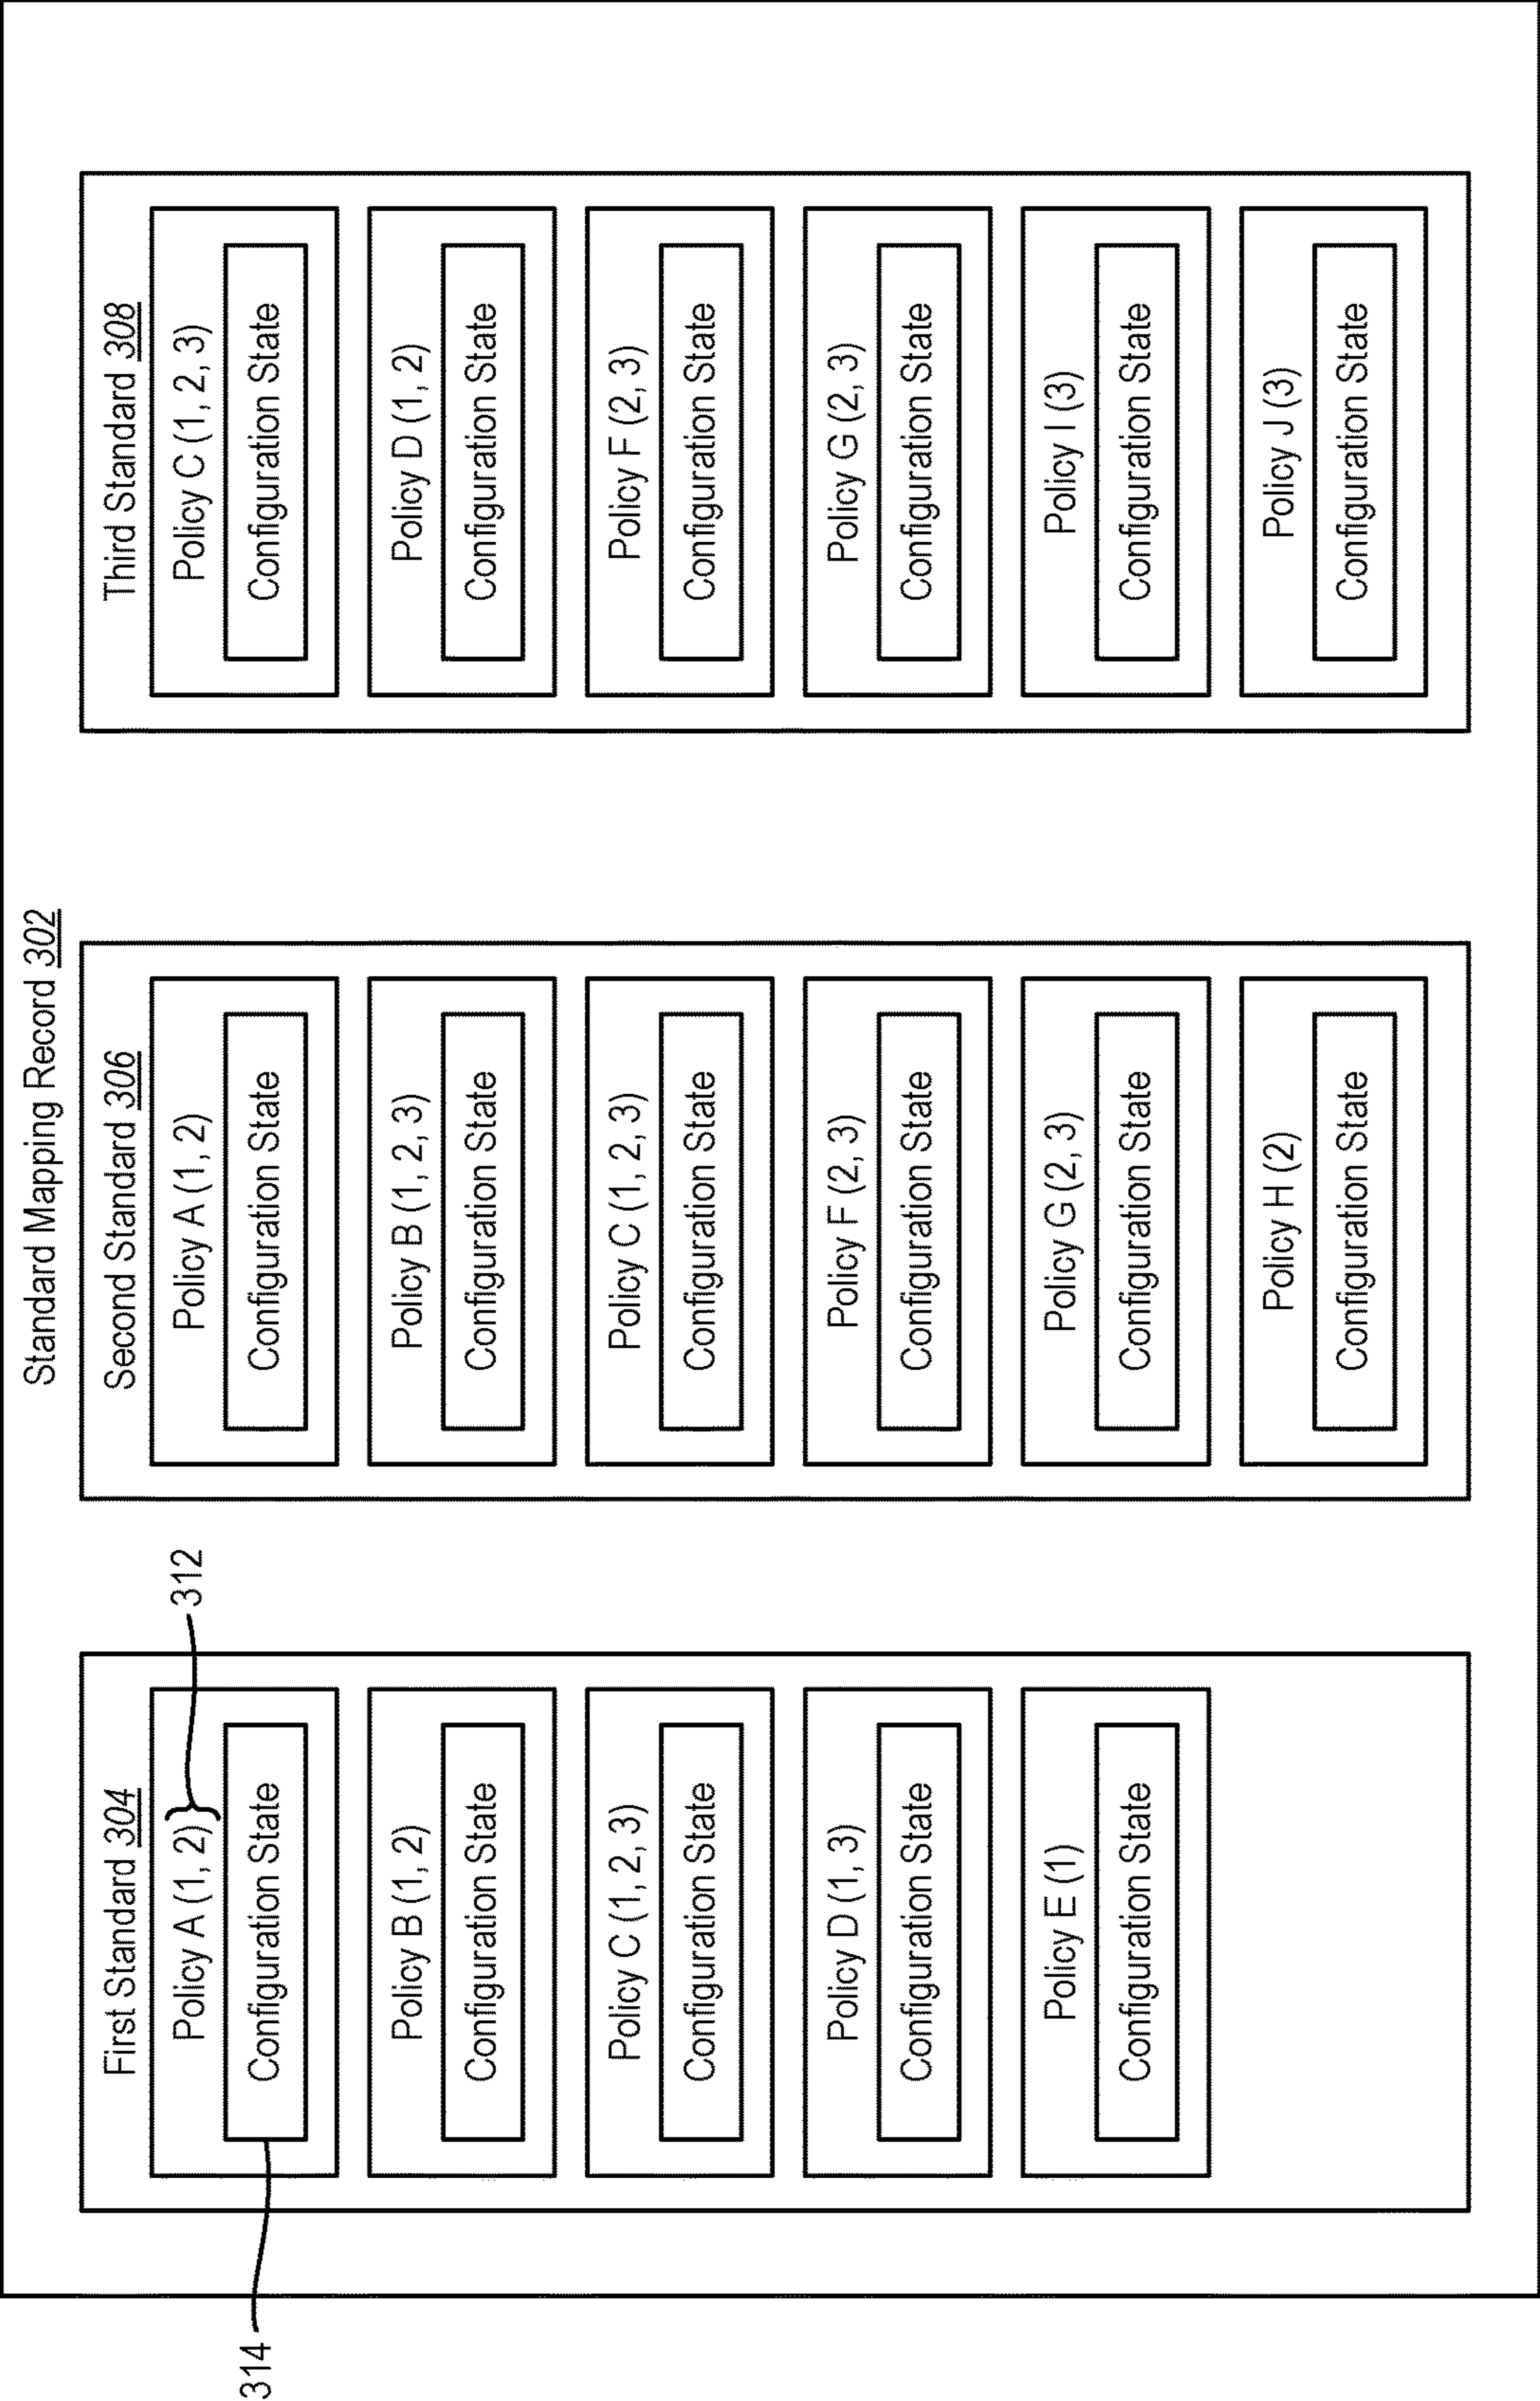 Standard Mapping Record 302
First Standard 304
Policy A (1, 2)
312
Configuration State
314
Policy B (1, 2)
Configuration State
Policy C (1, 2, 3)
Configuration State
Policy D (1, 3)
Configuration State
Policy E (1)
Configuration State
Second Standard 306
Policy A (1, 2)
Configuration State
Policy B (1, 2, 3)
Configuration State
Policy C (1, 2, 3)
Configuration State
Policy F (2, 3)
Configuration State
Policy G (2, 3)
Configuration State
Policy H (2)
Configuration State
Third Standard 308
Policy C (1, 2, 3)
Configuration State
Policy D (1, 2)
Configuration State
Policy F (2, 3)
Configuration State
Policy G (2, 3)
Configuration State
Policy I (3)
Configuration State
Policy J (3)
Configuration State